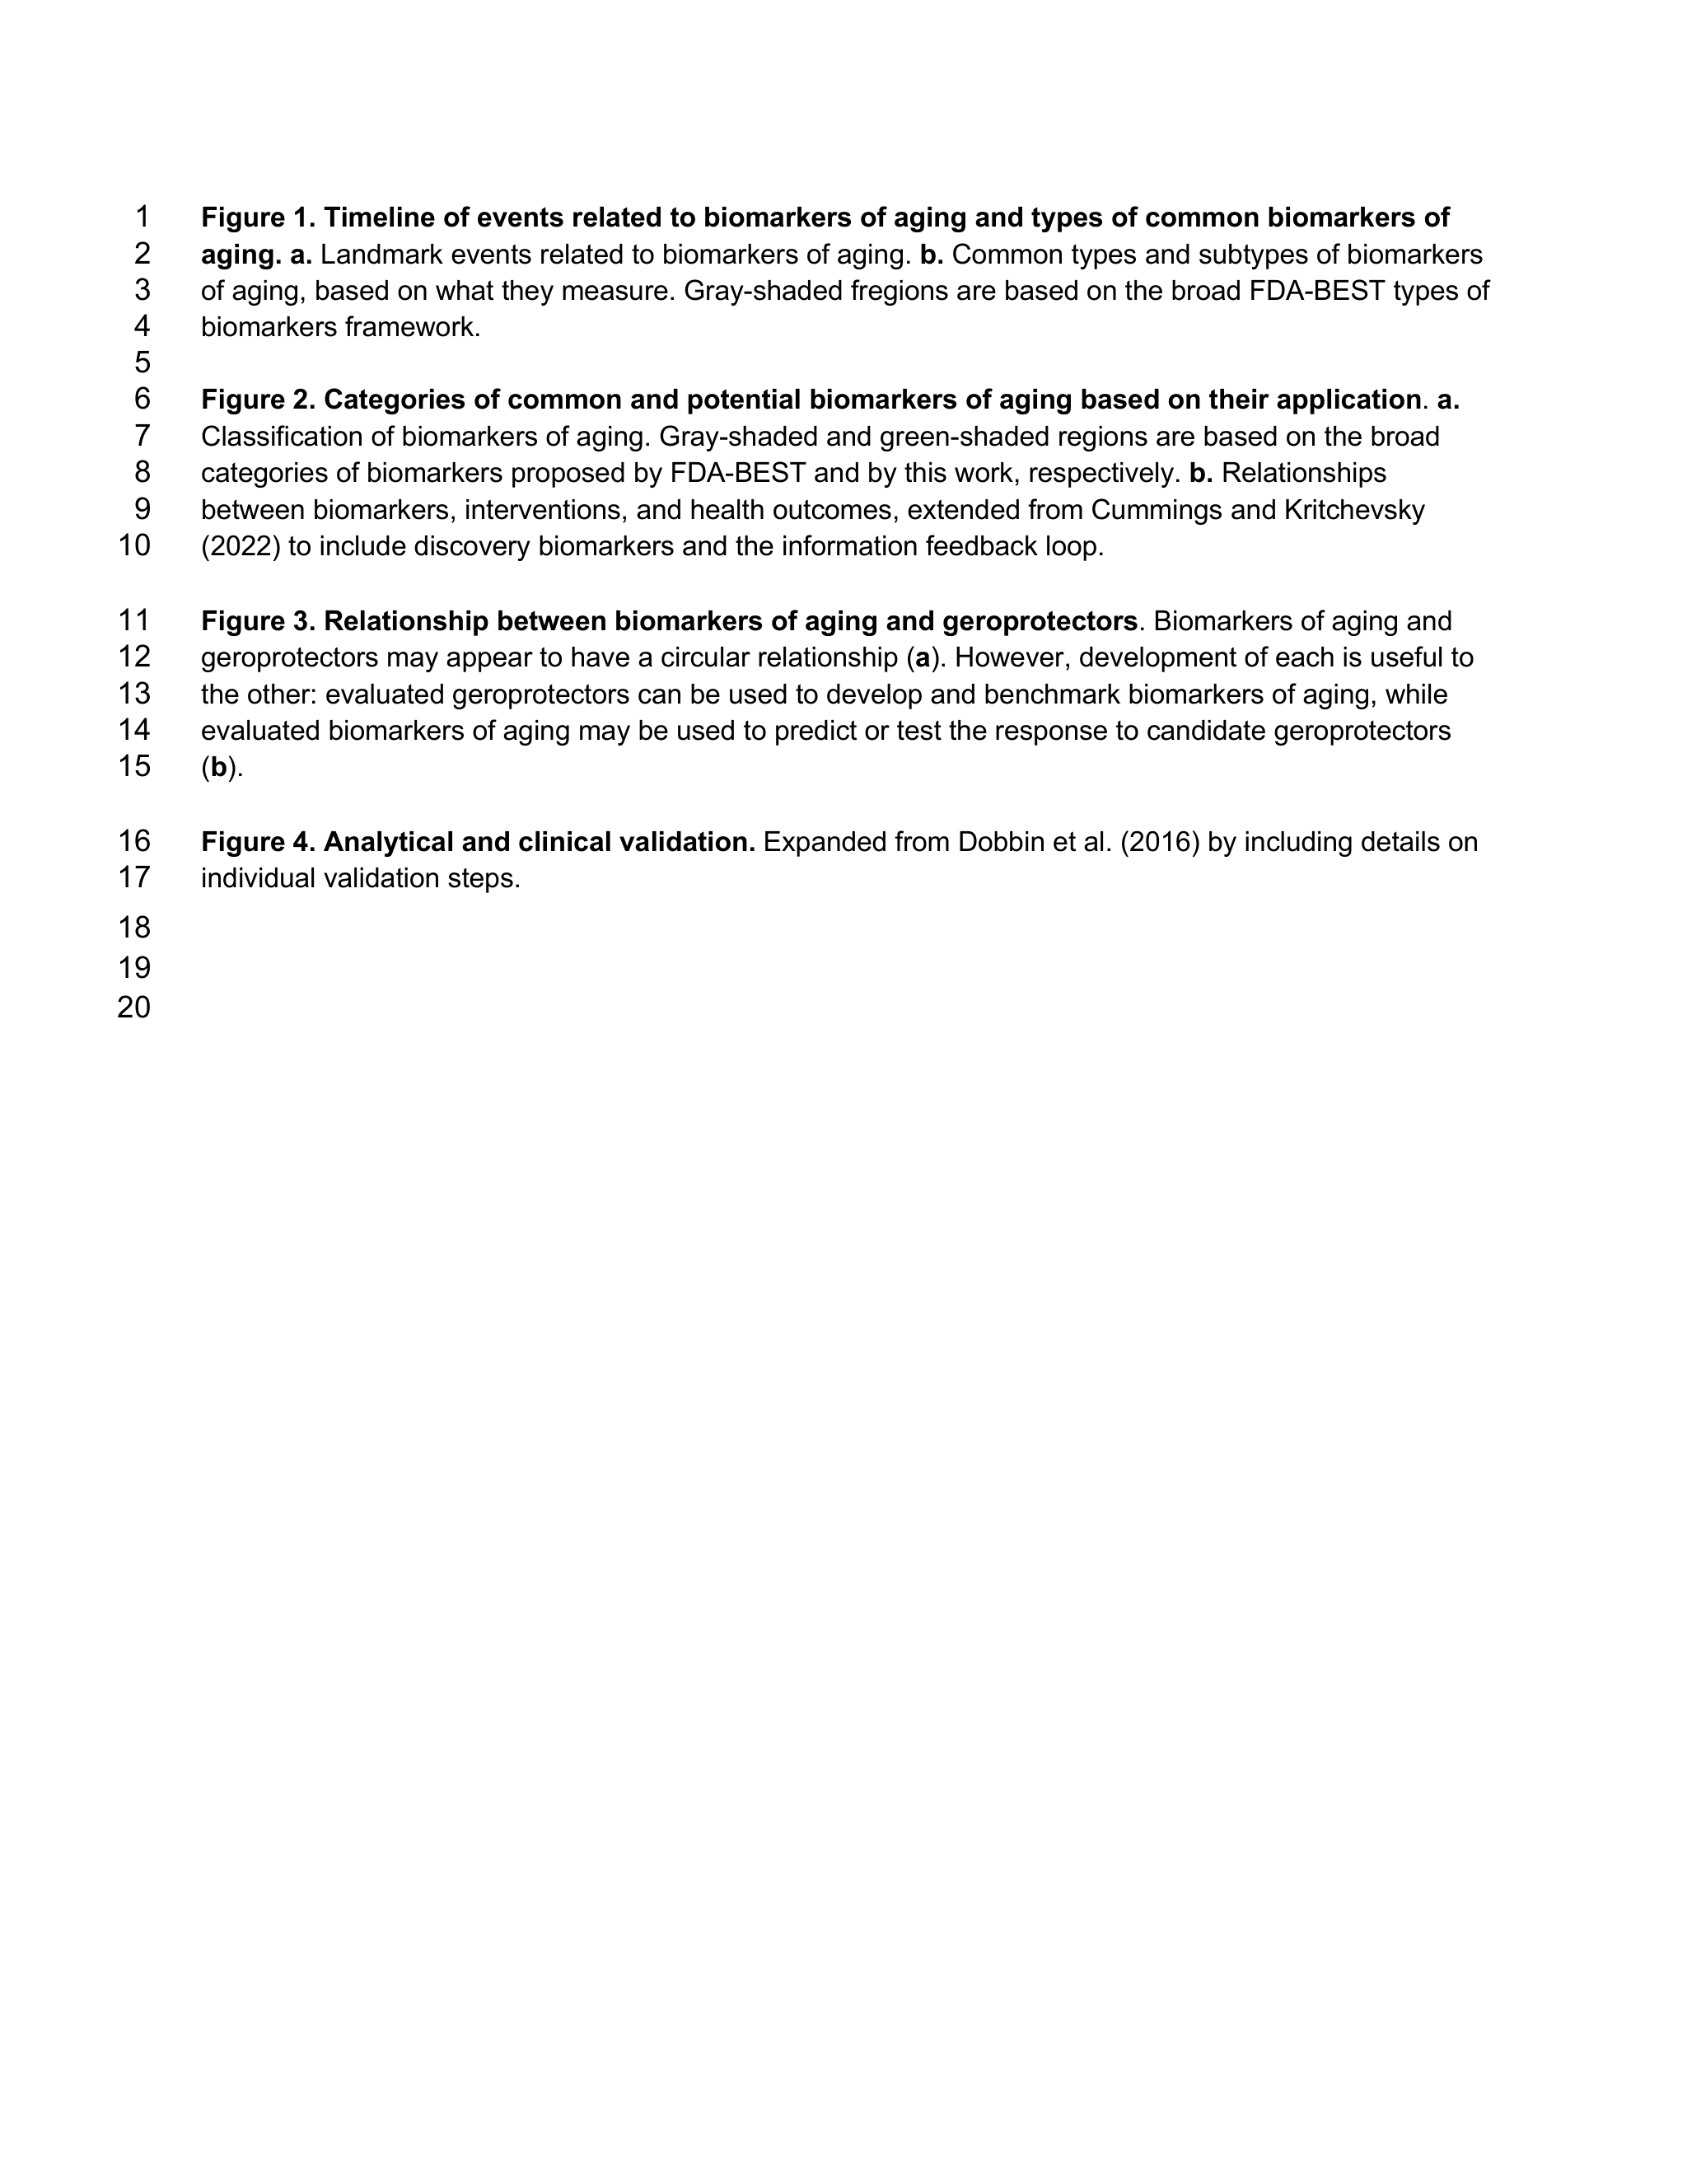 1 Figure 1. Timeline of events related to biomarkers of aging and types of common biomarkers of
2 aging. a. Landmark events related to biomarkers of aging. b. Common types and subtypes of biomarkers
3 of aging, based on what they measure. Gray-shaded fregions are based on the broad FDA-BEST types of
4 biomarkers framework.
5
6 Figure 2. Categories of common and potential biomarkers of aging based on their application. a.
7 Classification of biomarkers of aging. Gray-shaded and green-shaded regions are based on the broad
8 categories of biomarkers proposed by FDA-BEST and by this work, respectively. b. Relationships
9 between biomarkers, interventions, and health outcomes, extended from Cummings and Kritchevsky
10 (2022) to include discovery biomarkers and the information feedback loop.
11 Figure 3. Relationship between biomarkers of aging and geroprotectors. Biomarkers of aging and
12 geroprotectors may appear to have a circular relationship (a). However, development of each is useful to
13 the other: evaluated geroprotectors can be used to develop and benchmark biomarkers of aging, while
14 evaluated biomarkers of aging may be used to predict or test the response to candidate geroprotectors
15 (b).
16 Figure 4. Analytical and clinical validation. Expanded from Dobbin et al. (2016) by including details on
17 individual validation steps.
18
19
20